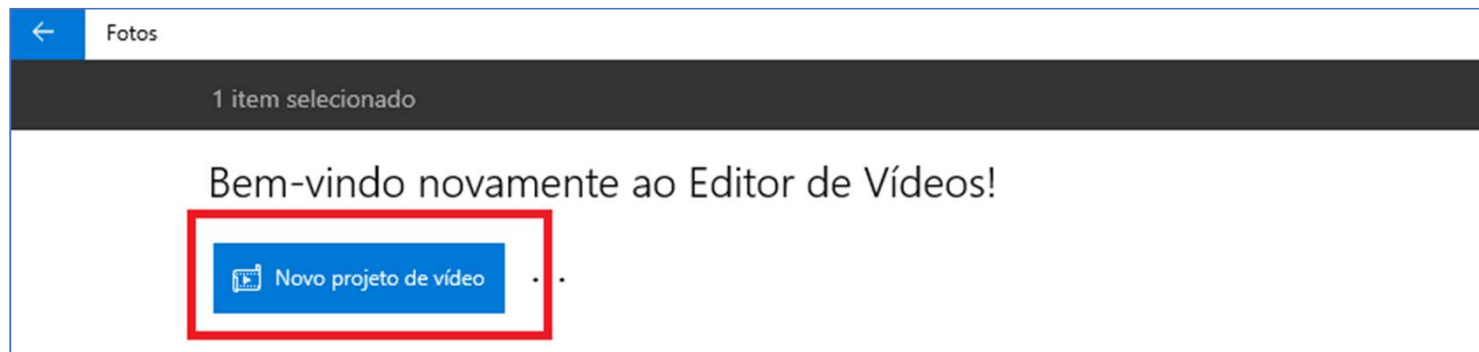 Fotos
1 item selecionado
Bem-vindo novamente ao Editor de Vídeos!
Novo projeto de vídeo